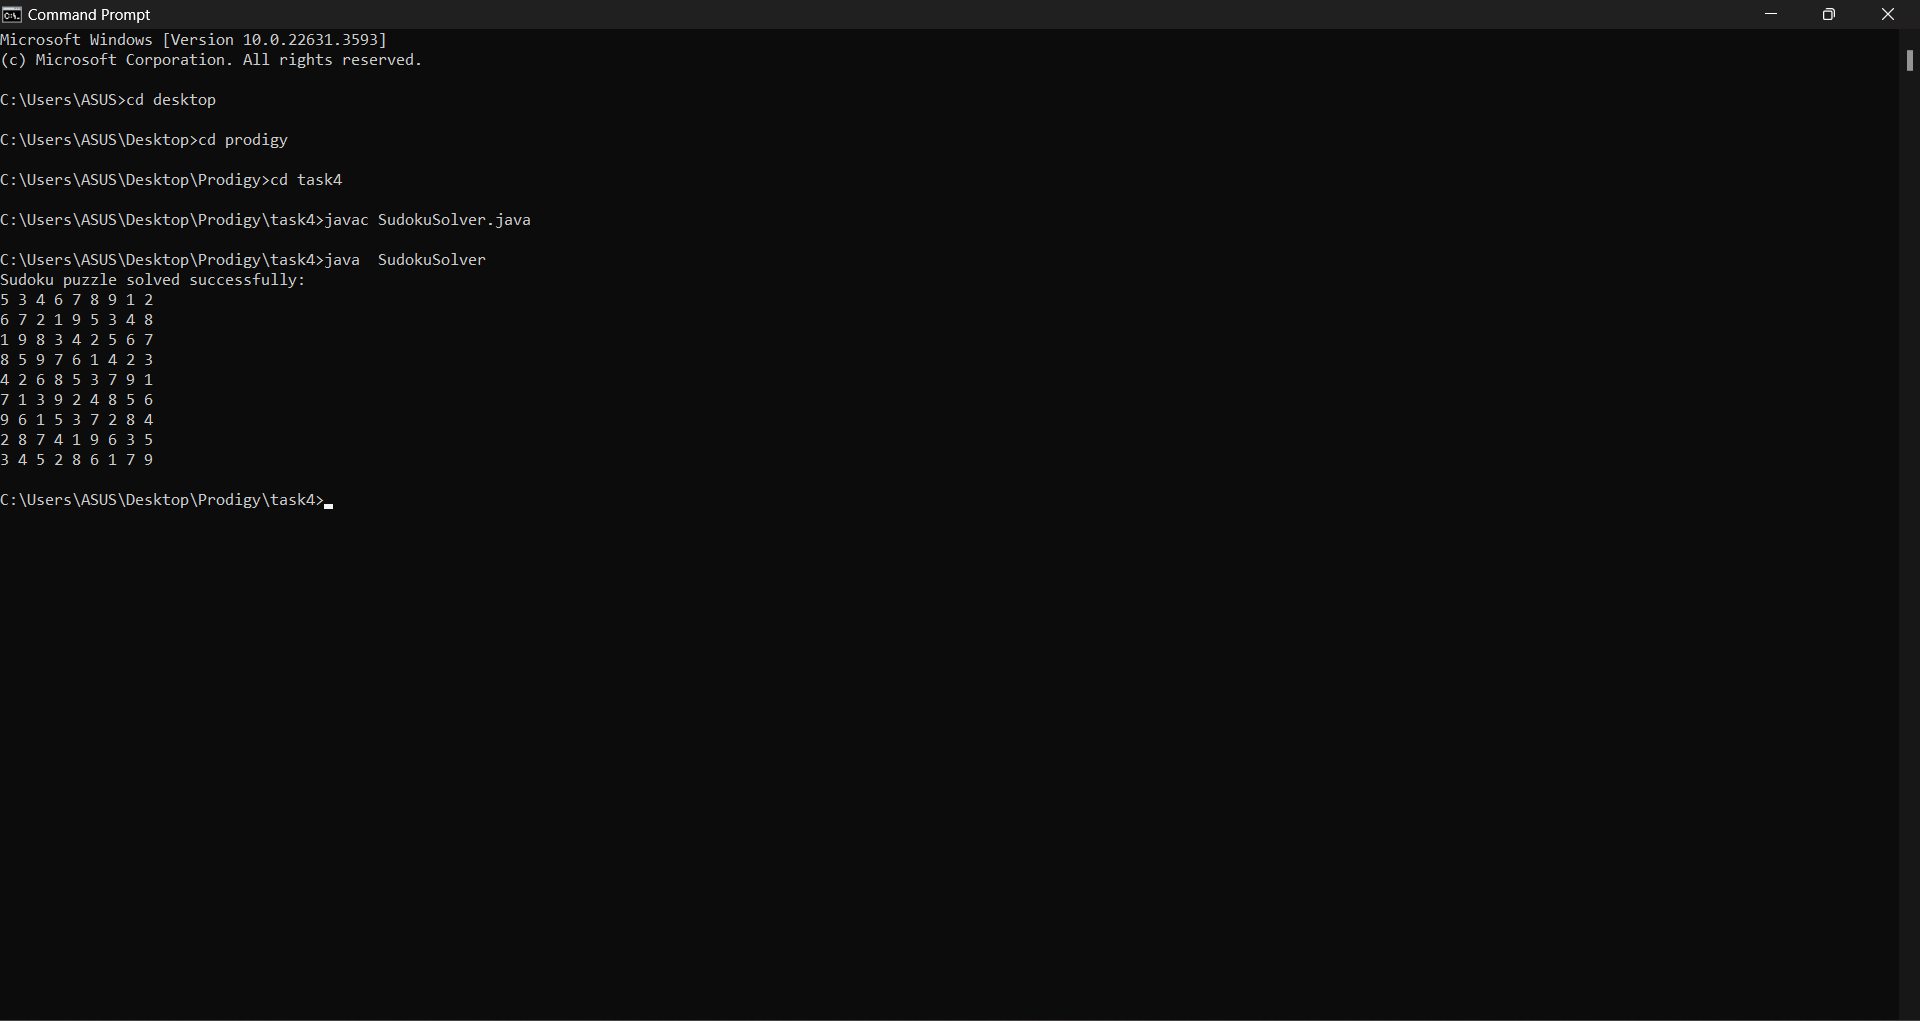 Command Prompt
Microsoft Windows [Version 10.0.22631.3593]
(c) Microsoft Corporation. All rights reserved.
C:\Users\ASUS>cd desktop
C:\Users\ASUS\Desktop>cd prodigy
C:\Users\ASUS\Desktop\Prodigy>cd task4
C:\Users\ASUS\Desktop\Prodigy\task4>javac SudokuSolver.java
C:\Users\ASUS\Desktop\Prodigy\task4>java  SudokuSolver
Sudoku puzzle solved successfully:
5 3 4 6 7 8 9 1 2
6 7 2 1 9 5 3 4 8
1 9 8 3 4 2 5 6 7
8 5 9 7 6 1 4 2 3
4 2 6 8 5 3 7 9 1
7 1 3 9 2 4 8 5 6
9 6 1 5 3 7 2 8 4
2 8 7 4 1 9 6 3 5
3 4 5 2 8 6 1 7 9
C:\Users\ASUS\Desktop\Prodigy\task4>